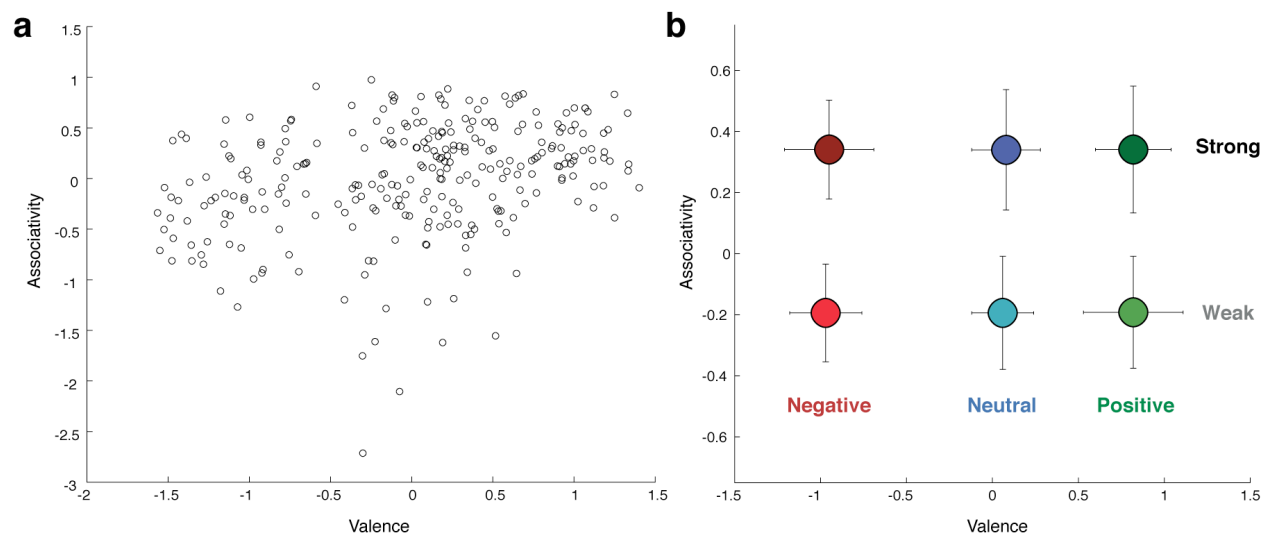 a
1.5
1
0.5
0
-0.5
-1
-1.5
-2
-2.5
-3
Associativity
-2
-1.5
-1
-0.5
0
0.5
1
1.5
Valence
b
0.6
0.4
0.2
0
-0.2
-0.4
-0.6
Associativity
Strong
Weak
Negative
Neutral
Positive
-1.5
-1
-0.5
0
0.5
1
1.5
Valence